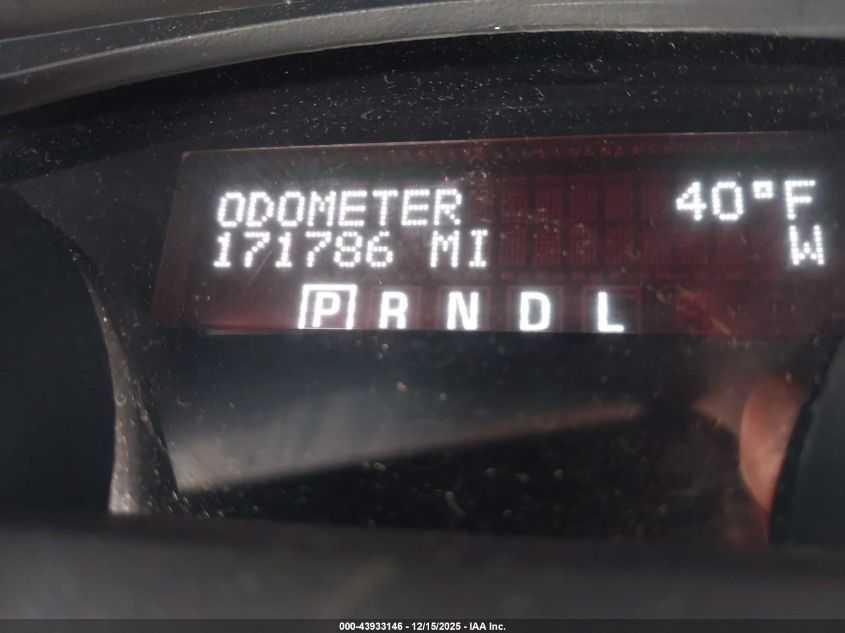 ODOMETER 40°F
171786 MI W
P R N D L
000-43933146 - 12/15/2025 - IAA Inc.